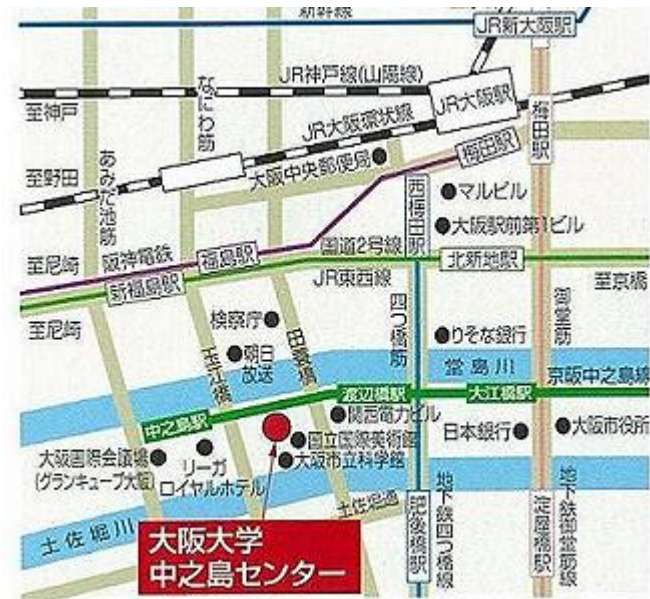 新幹線
JR新大阪駅
JR神戸線(山陽線)
JR大阪駅
至神戸
なにわ筋
JR大阪環状線
梅田駅
梅田駅
大阪中央郵便局
至野田
あみだ池筋
西梅田駅
マルビル
大阪駅前第1ビル
国道2号線
福島駅
阪神電鉄
至尼崎
北新地駅
新福島駅
JR東西線
至京橋
至尼崎
検察庁
四つ橋筋
御堂筋
りそな銀行
朝日
放送
玉江橋
田蓑橋
堂島川
京阪中之島線
渡辺橋駅
大江橋駅
中之島駅
関西電力ビル
国立国際美術館
大阪市立科学館
日本銀行
大阪市役所
大阪国際会議場
(グランキューブ大阪)
リーガ
ロイヤルホテル
土佐堀川
土佐堀通
肥後橋駅
地下鉄四つ橋線
淀屋橋駅
地下鉄御堂筋線
大阪大学
中之島センター